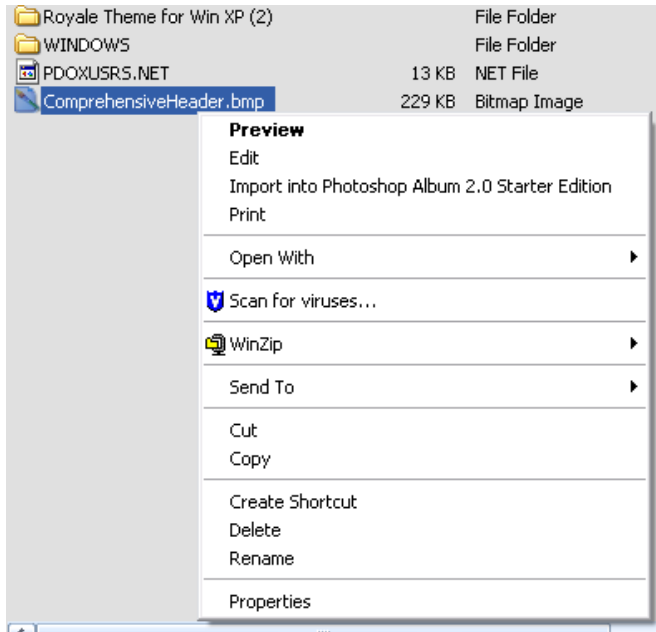 Royale Theme for Win XP (2) File Folder
WINDOWS File Folder
PDOXUSRS.NET 13 KB NET File
ComprehensiveHeader.bmp 229 KB Bitmap Image
Preview
Edit
Import into Photoshop Album 2.0 Starter Edition
Print
Open With
Scan for viruses...
WinZip
Send To
Cut
Copy
Create Shortcut
Delete
Rename
Properties